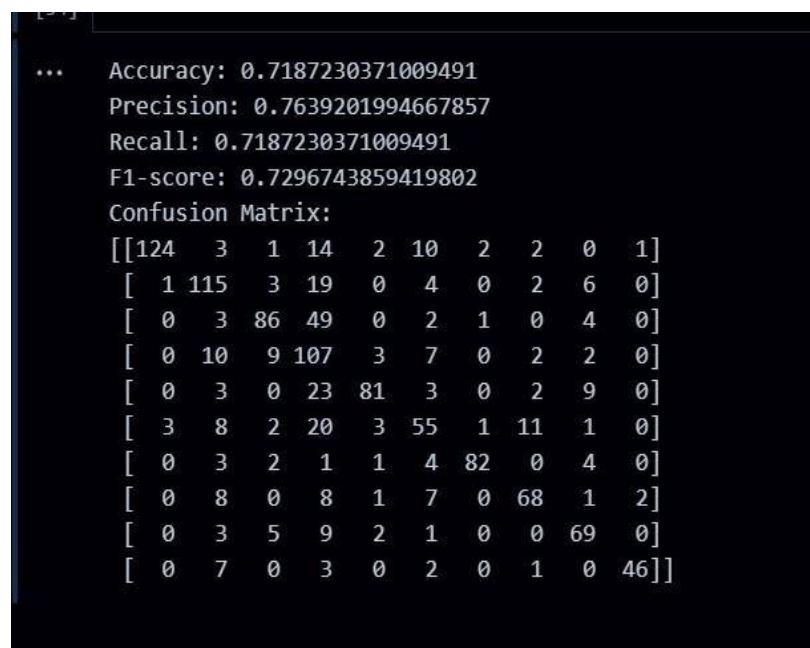 ...
Accuracy: 0.7187230371009491
Precision: 0.7639201994667857
Recall: 0.7187230371009491
F1-score: 0.7296743859419802
Confusion Matrix:
[[124 3 1 14 2 10 2 2 0 1]
[ 1 115 3 19 0 4 0 2 6 0]
[ 0 3 86 49 0 2 1 0 4 0]
[ 0 10 9 107 3 7 0 2 2 0]
[ 0 3 0 23 81 3 0 2 9 0]
[ 3 8 2 20 3 55 1 11 1 0]
[ 0 3 2 1 1 4 82 0 4 0]
[ 0 8 0 8 1 7 0 68 1 2]
[ 0 3 5 9 2 1 0 0 69 0]
[ 0 7 0 3 0 2 0 1 0 46]]